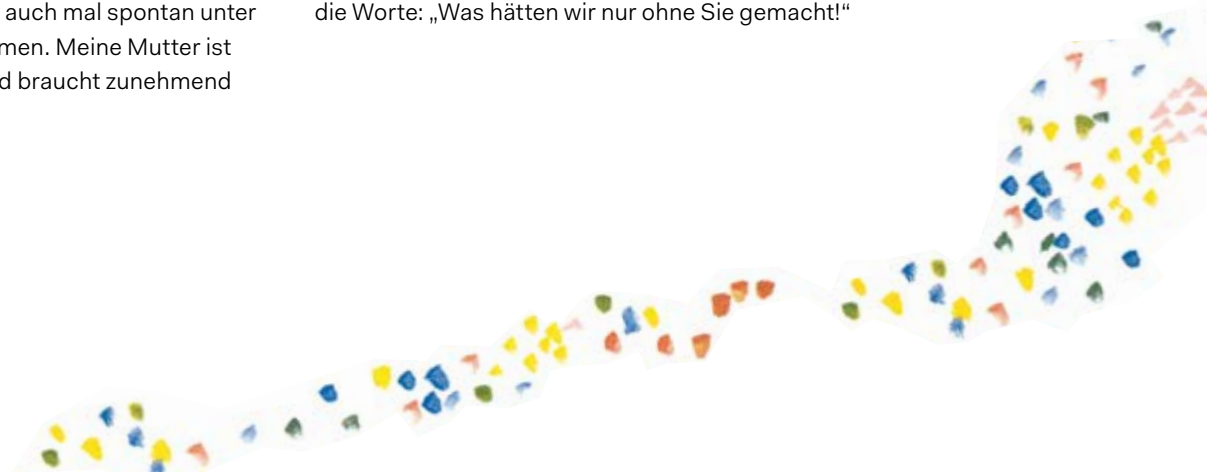 auch mal spontan unter
men. Meine Mutter ist
d braucht zunehmend
die Worte: „Was hätten wir nur ohne Sie gemacht!“